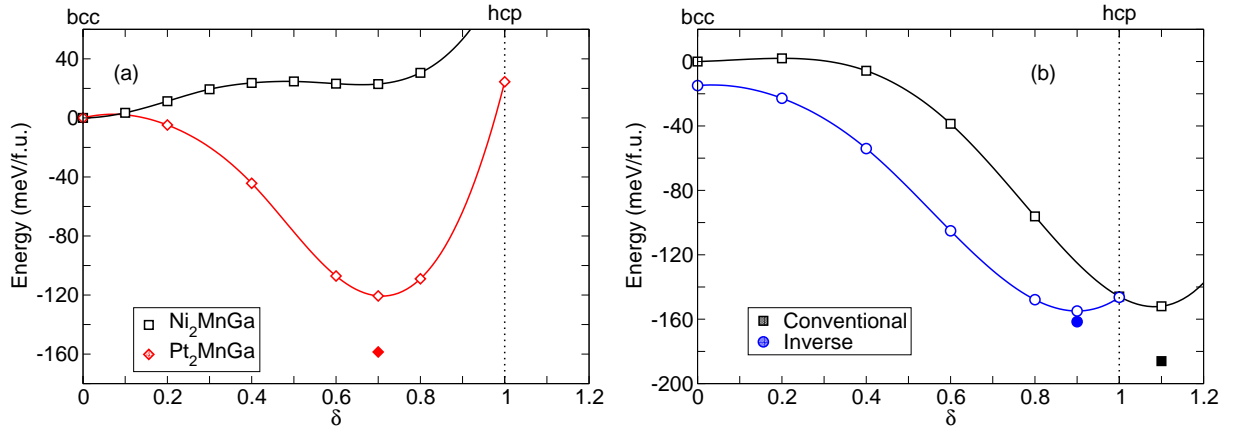 bcc
hcp
(a)
Energy (meV/f.u.)
40
0
-40
-80
-120
-160
Ni₂MnGa
Pt₂MnGa
0
0.2
0.4
0.6
0.8
1
1.2
δ
bcc
hcp
(b)
Energy (meV/f.u.)
0
-40
-80
-120
-160
-200
Conventional
Inverse
0
0.2
0.4
0.6
0.8
1
1.2
δ